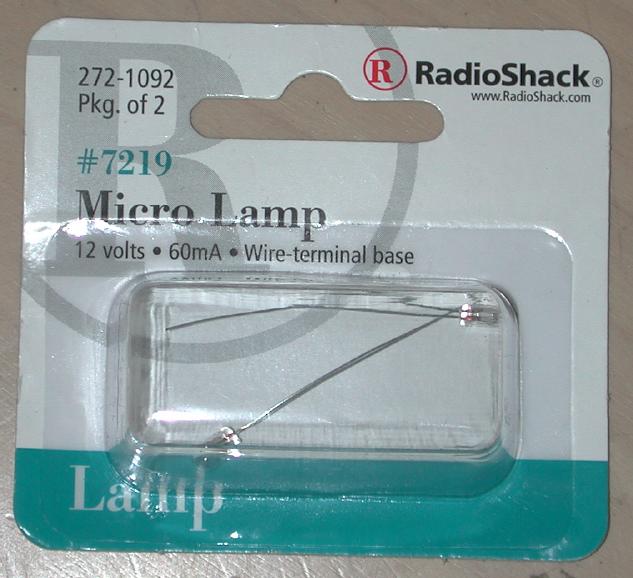 272-1092
Pkg. of 2
R RadioShack®
www.RadioShack.com
#7219
Micro Lamp
12 volts • 60mA • Wire-terminal base
Lamp